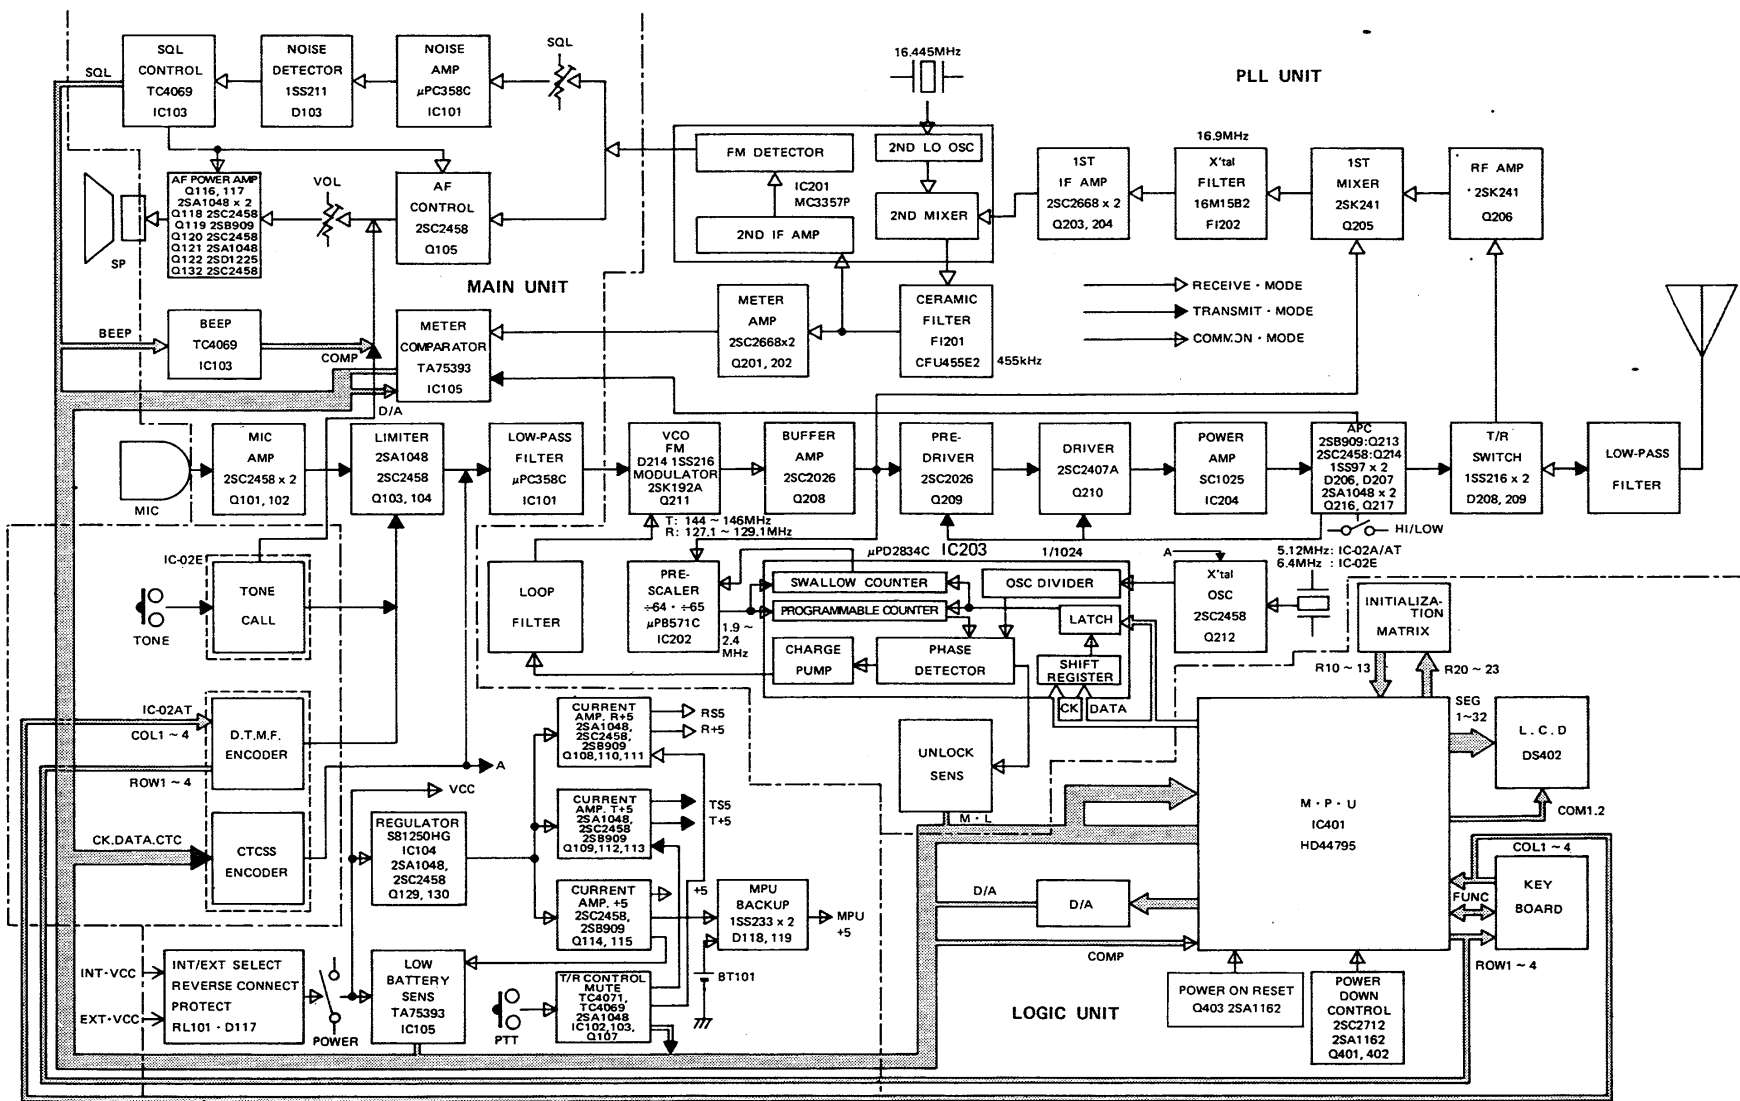 SQL
CONTROL
TC4069
IC103
NOISE
DETECTOR
1SS211
D103
NOISE
AMP
μPC358C
IC101
SQL
SQL
16.445MHz
PLL UNIT
FM DETECTOR
2ND LO OSC
IC201
MC3357P
2ND MIXER
2ND IF AMP
1ST
IF AMP
2SC2668 x 2
Q203, 204
16.9MHz
X'tal
FILTER
16M15B2
FI202
1ST
MIXER
2SK241
Q205
RF AMP
2SK241
Q206
AF POWER AMP
Q116, 117
2SA1048 x 2
Q118 2SC2458
Q119 2SB909
Q120 2SC2458
Q121 2SA1048
Q122 2SD1225
Q132 2SC2458
SP
VOL
AF
CONTROL
2SC2458
Q105
MAIN UNIT
RECEIVE · MODE
TRANSMIT · MODE
COMMON · MODE
BEEP
BEEP
TC4069
IC103
COMP
METER
COMPARATOR
TA75393
IC105
D/A
METER
AMP
2SC2668x2
Q201, 202
CERAMIC
FILTER
FI201
CFU455E2
455kHz
MIC
MIC
AMP
2SC2458 x 2
Q101, 102
LIMITER
2SA1048
2SC2458
Q103, 104
LOW-PASS
FILTER
μPC358C
IC101
VCO
FM
D214 1SS216
MODULATOR
2SK192A
Q211
T: 144 ~ 146MHz
R: 127.1 ~ 129.1MHz
BUFFER
AMP
2SC2026
Q208
PRE-
DRIVER
2SC2026
Q209
DRIVER
2SC2407A
Q210
POWER
AMP
SC1025
IC204
APC
2SB909:Q213
2SC2458:Q214
1SS97 x 2
D206, D207
2SA1048 x 2
Q216, Q217
HI/LOW
T/R
SWITCH
1SS216 x 2
D208, 209
LOW-PASS
FILTER
IC-02E
TONE
CALL
TONE
LOOP
FILTER
PRE-
SCALER
÷64 · ÷65
μPB571C
IC202
1.9 ~
2.4
MHz
μPD2834C
IC203
1/1024
SWALLOW COUNTER
OSC DIVIDER
PROGRAMMABLE COUNTER
LATCH
CHARGE
PUMP
PHASE
DETECTOR
SHIFT
REGISTER
CK
DATA
A
X'tal
OSC
2SC2458
Q212
5.12MHz: IC-02A/AT
6.4MHz : IC-02E
INITIALIZA-
TION
MATRIX
R10 ~ 13
R20 ~ 23
IC-02AT
COL1 ~ 4
D.T.M.F.
ENCODER
ROW1 ~ 4
A
VCC
CK.DATA.CTC
CTCSS
ENCODER
REGULATOR
S81250HG
IC104
2SA1048,
2SC2458
Q129, 130
CURRENT
AMP. R+5
2SA1048,
2SC2458,
2SB909
Q108,110,111
RS5
R+5
CURRENT
AMP. T+5
2SA1048,
2SC2458
2SB909
Q109,112,113
TS5
T+5
CURRENT
AMP. +5
2SC2458,
2SB909
Q114, 115
+5
MPU
BACKUP
1SS233 x 2
D118, 119
MPU
+5
BT101
UNLOCK
SENS
M · L
M · P · U
IC401
HD44795
SEG
1~32
L . C . D
DS402
COM1.2
COL1 ~ 4
FUNC
KEY
BOARD
ROW1 ~ 4
D/A
D/A
COMP
INT·VCC
EXT·VCC
INT/EXT SELECT
REVERSE CONNECT
PROTECT
RL101 · D117
POWER
LOW
BATTERY
SENS
TA75393
IC105
PTT
T/R CONTROL
MUTE
TC4071,
TC4069
2SA1048
IC102,103,
Q107
LOGIC UNIT
POWER ON RESET
Q403 2SA1162
POWER
DOWN
CONTROL
2SC2712
2SA1162
Q401, 402